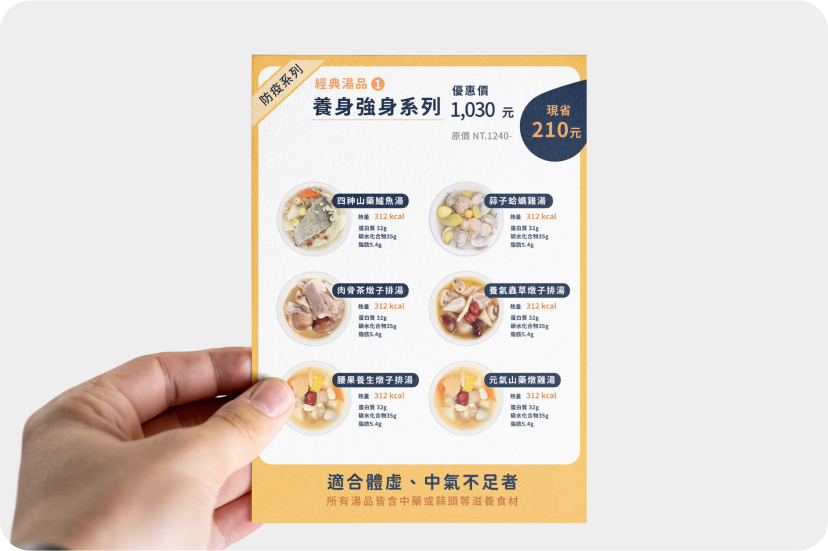 防疫系列
經典湯品 1
養身強身系列
優惠價
1,030 元
原價 NT.1240-
現省
210元
四神山藥鱸魚湯
熱量 312 kcal
蛋白質 32g
碳水化合物35g
脂肪5.4g
蒜子蛤蠣雞湯
熱量 312 kcal
蛋白質 32g
碳水化合物35g
脂肪5.4g
肉骨茶燉子排湯
熱量 312 kcal
蛋白質 32g
碳水化合物35g
脂肪5.4g
養氣蟲草燉子排湯
熱量 312 kcal
蛋白質 32g
碳水化合物35g
脂肪5.4g
腰果養生燉子排湯
熱量 312 kcal
蛋白質 32g
碳水化合物35g
脂肪5.4g
元氣山藥燉雞湯
熱量 312 kcal
蛋白質 32g
碳水化合物35g
脂肪5.4g
適合體虛、中氣不足者
所有湯品皆含中藥或蒜頭等滋養食材